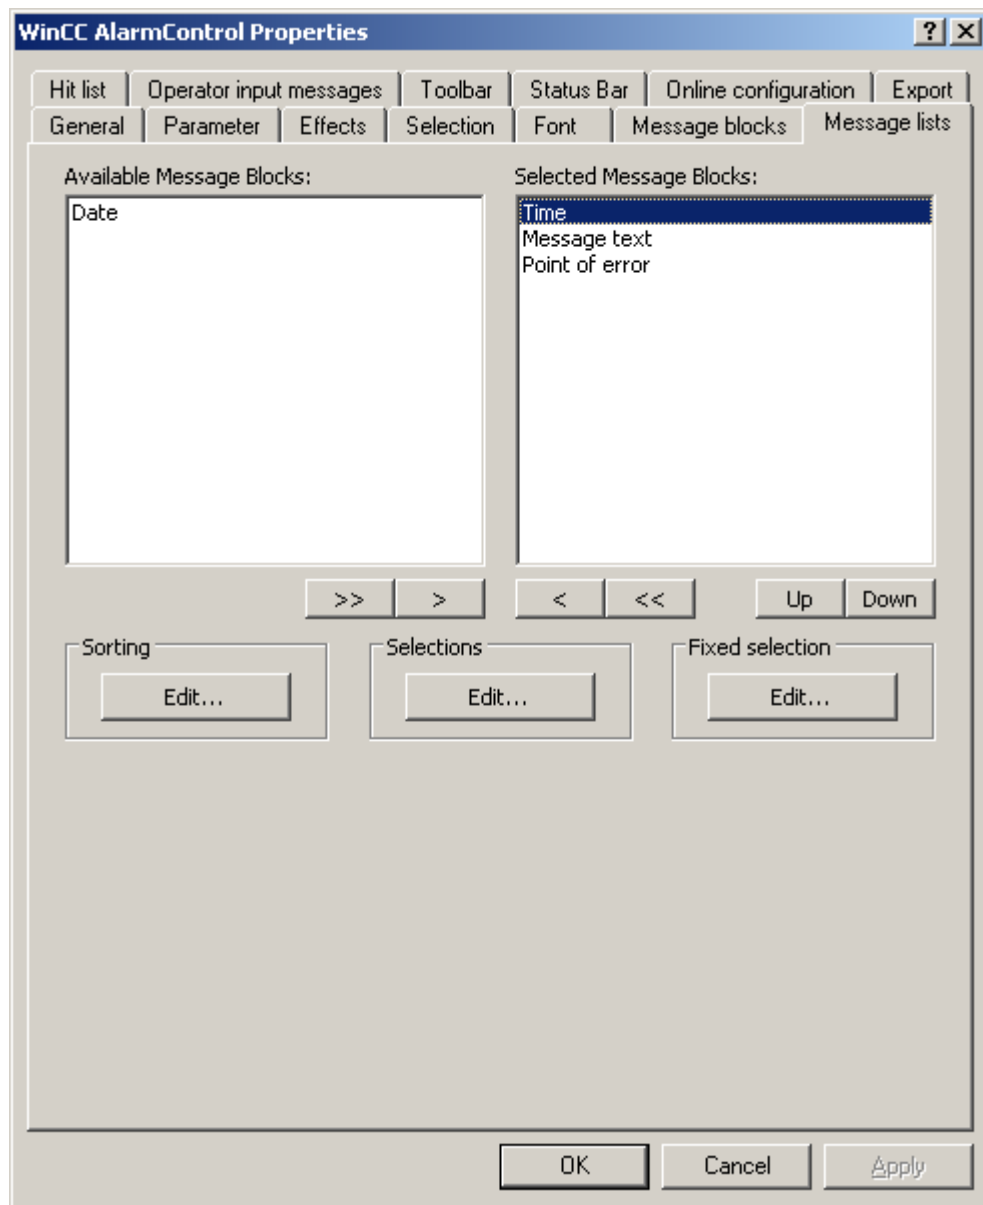 WinCC AlarmControl Properties ? ×
Hit list Operator input messages Toolbar Status Bar Online configuration Export
General Parameter Effects Selection Font Message blocks Message lists
Available Message Blocks: Selected Message Blocks:
Date Time
Message text
Point of error
>> > < << Up Down
Sorting Selections Fixed selection
Edit... Edit... Edit...
OK Cancel Apply